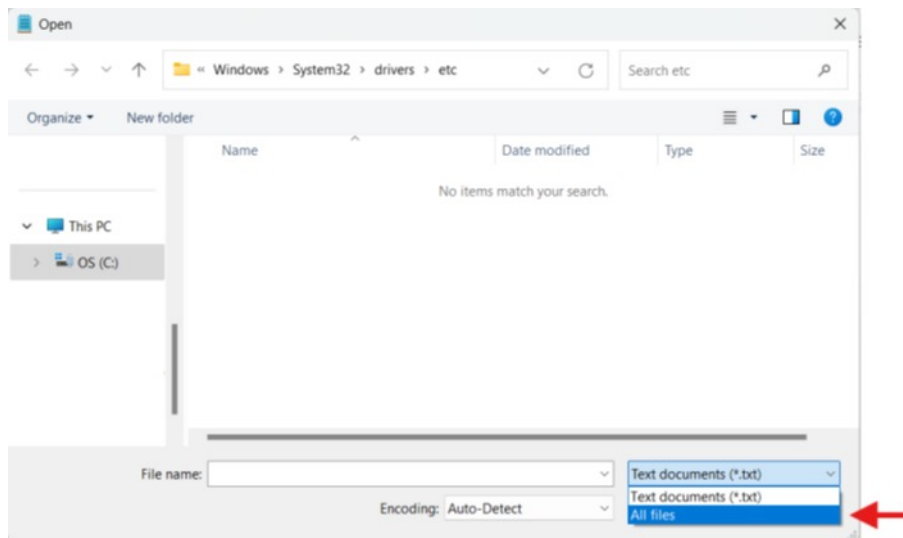 Open
« Windows > System32 > drivers > etc
Search etc
Organize
New folder
Name
Date modified
Type
Size
No items match your search.
This PC
OS (C:)
File name:
Text documents (*.txt)
Text documents (*.txt)
Encoding: Auto-Detect
All files